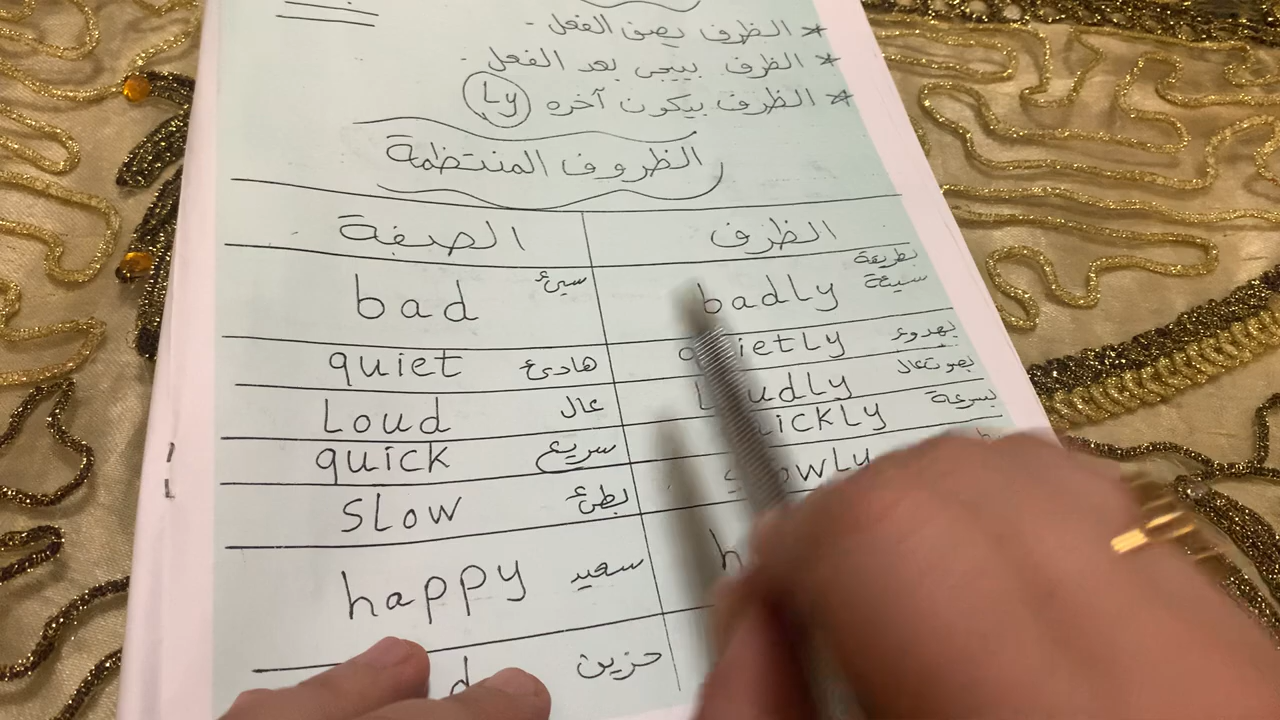 * الظرف يصف الفعل -
* الظرف بييجى بعد الفعل -
* الظرف بيكون آخره Ly
الظروف المنتظمة
الظرف الصفة
badLy بطريقة سيئة bad سيئ
quietLy بهدوء quiet هادئ
LoudLy بصوت عال Loud عال
quickLy بسرعة quick سريع
sLowLy sLow بطئ
happy سعيد
حزين